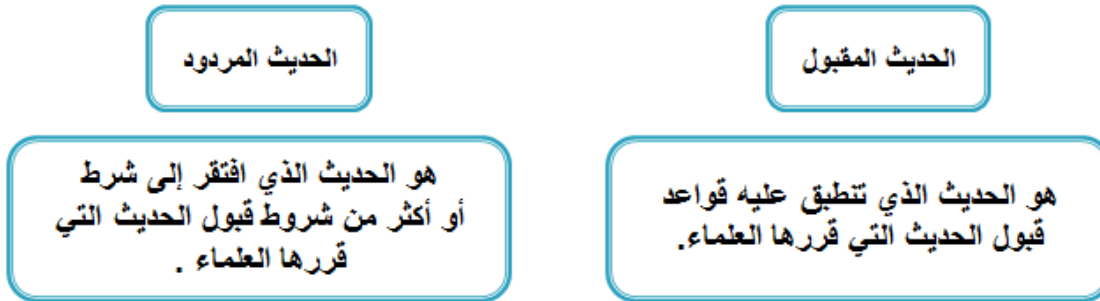 الحديث المقبول
هو الحديث الذي تنطبق عليه قواعد
قبول الحديث التي قررها العلماء.
الحديث المردود
هو الحديث الذي افتقر إلى شرط
أو أكثر من شروط قبول الحديث التي
قررها العلماء .